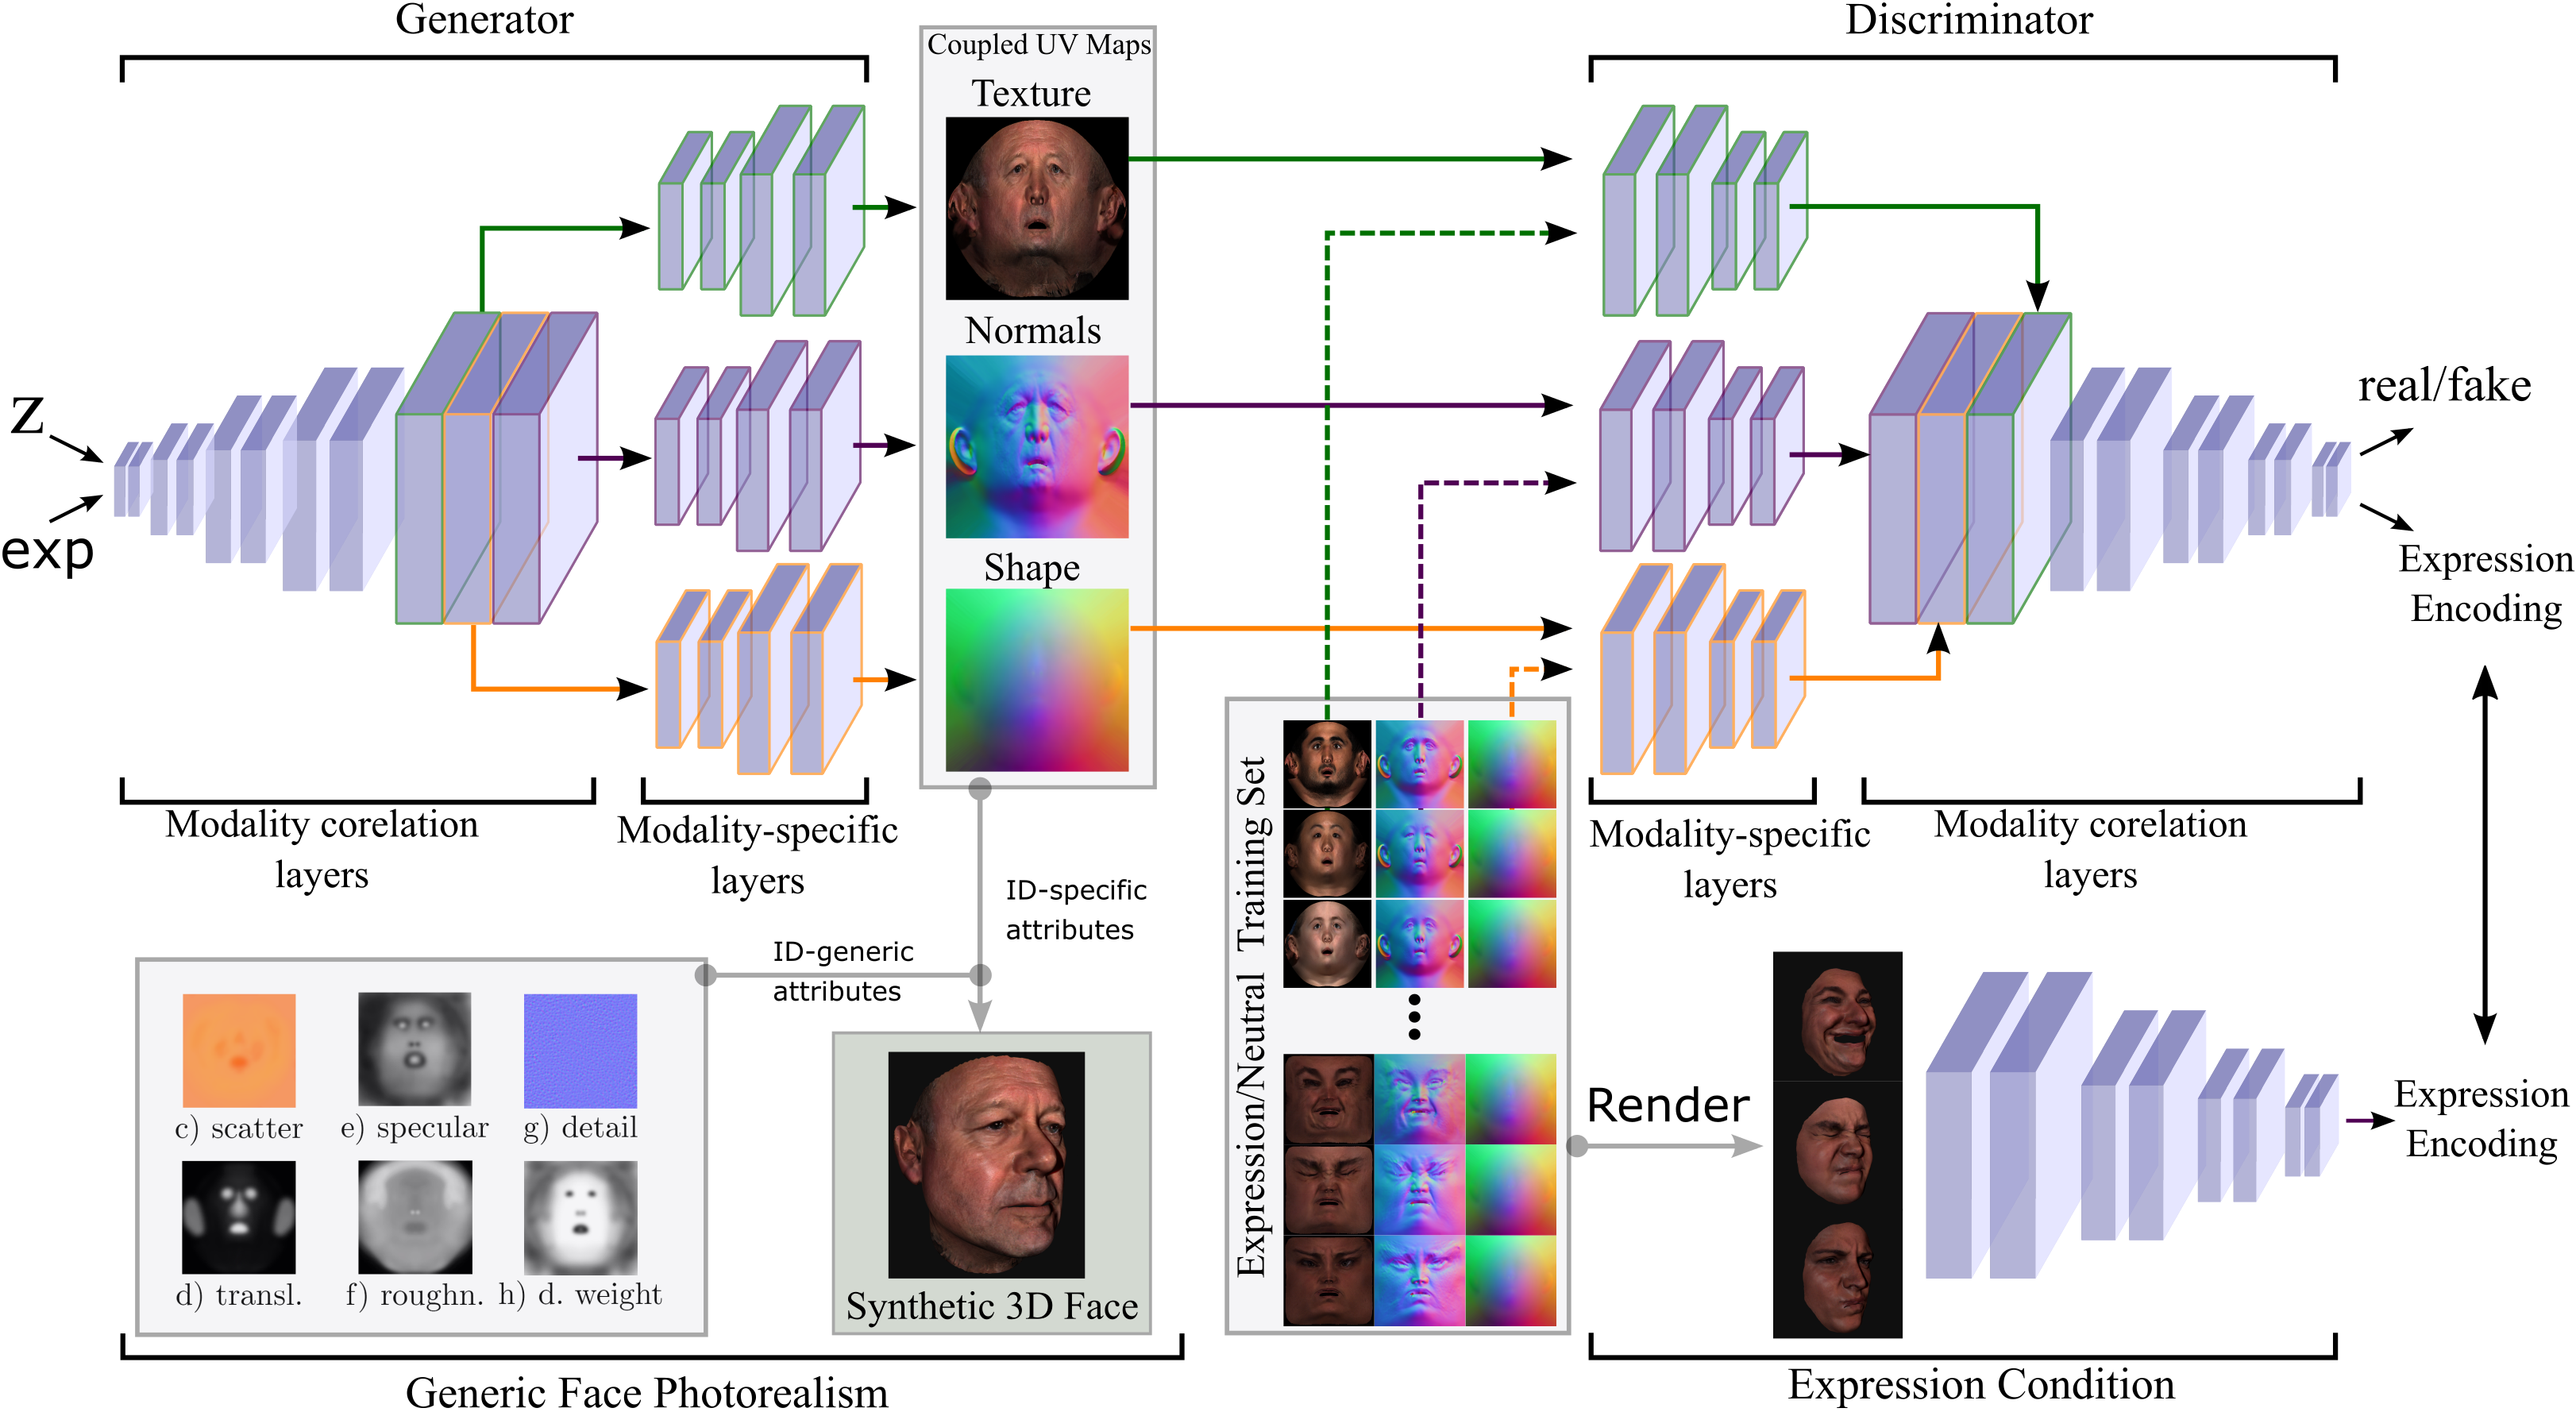 Generator
Discriminator
Coupled UV Maps
Texture
Normals
Shape
z
exp
real/fake
Expression
Encoding
Modality corelation
layers
Modality-specific
layers
Modality-specific
layers
Modality corelation
layers
ID-specific
attributes
ID-generic
attributes
c) scatter
e) specular
g) detail
d) transl.
f) roughn.
h) d. weight
Synthetic 3D Face
Expression/Neutral Training Set
Render
Expression
Encoding
Generic Face Photorealism
Expression Condition